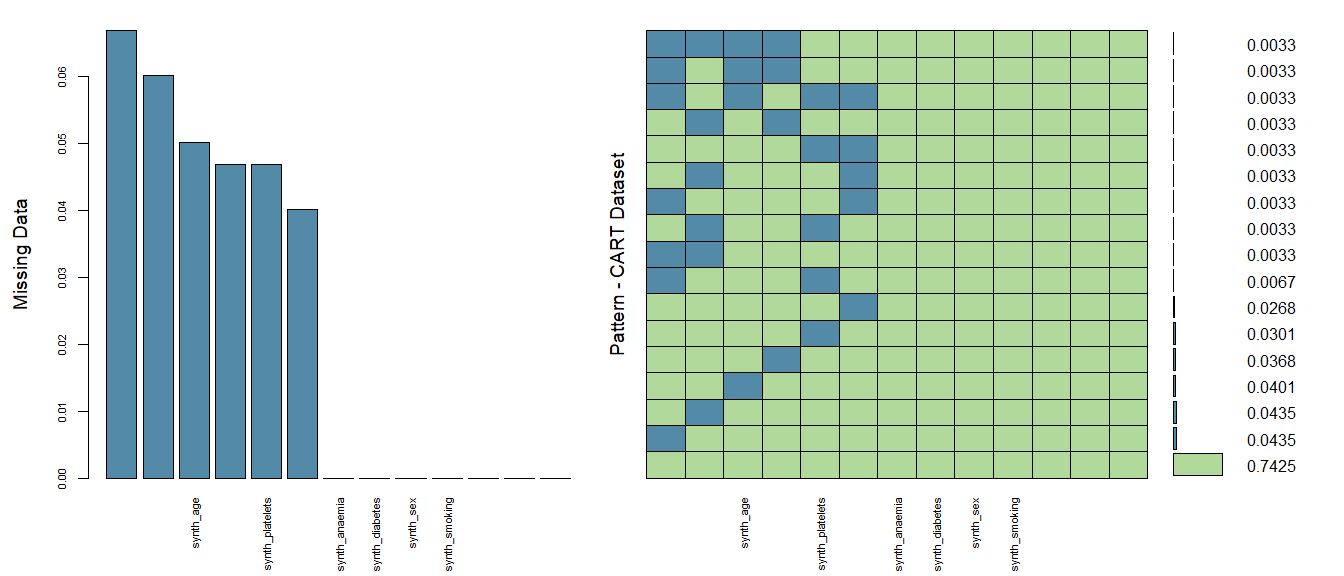 Missing Data
0.06
0.05
0.04
0.03
0.02
0.01
0.00
synth_age
synth_platelets
synth_anaemia
synth_diabetes
synth_sex
synth_smoking
Pattern - CART Dataset
0.0033
0.0033
0.0033
0.0033
0.0033
0.0033
0.0033
0.0033
0.0033
0.0067
0.0268
0.0301
0.0368
0.0401
0.0435
0.0435
0.7425
synth_age
synth_platelets
synth_anaemia
synth_diabetes
synth_sex
synth_smoking